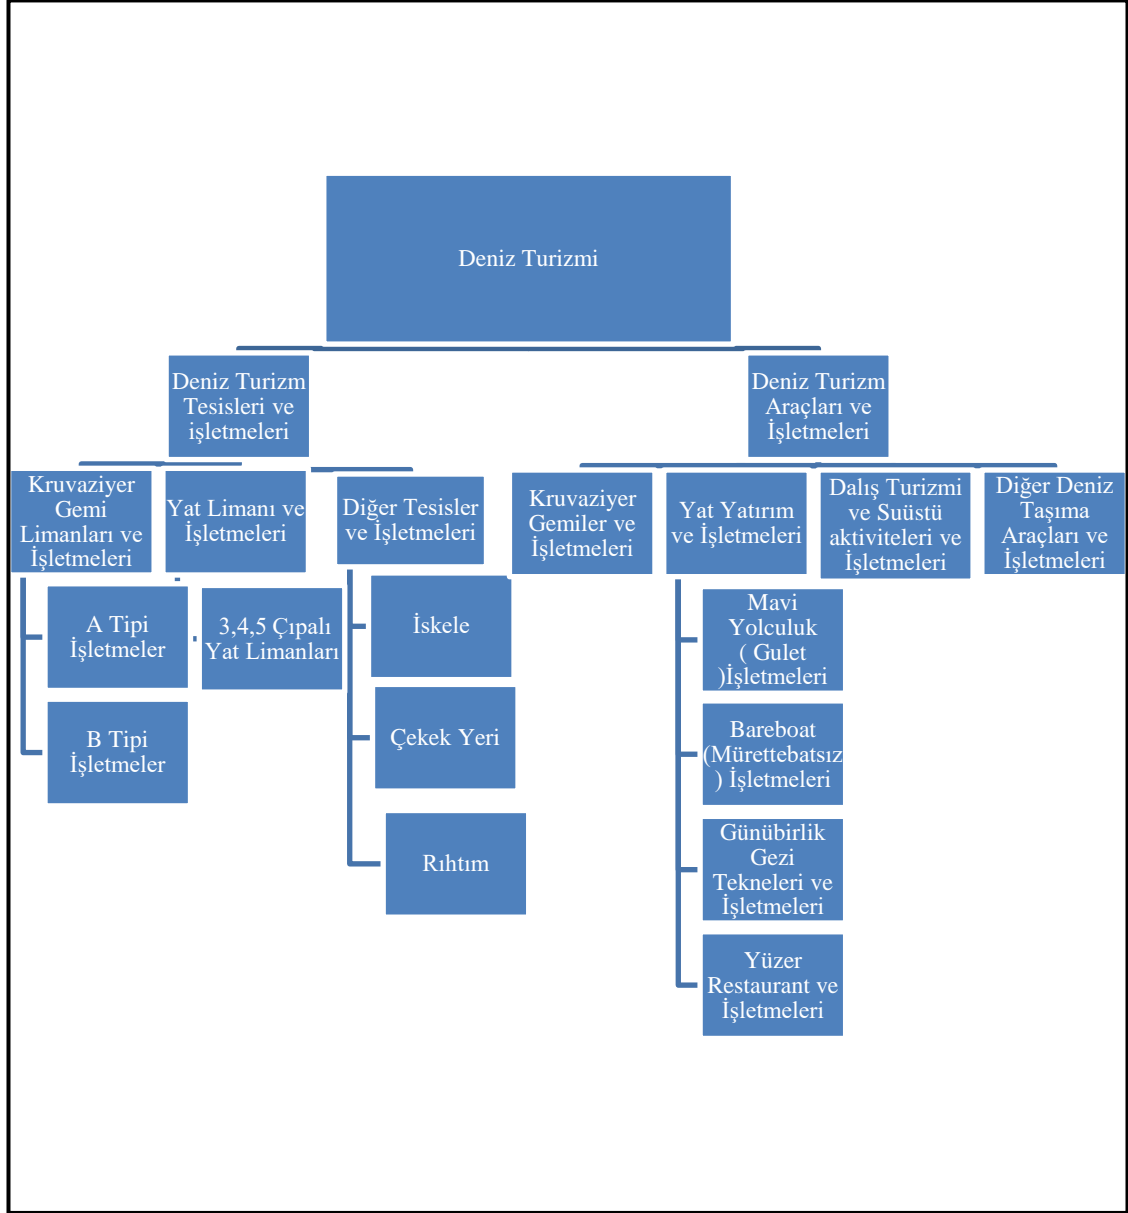 Deniz Turizmi
Deniz Turizm
Tesisleri ve
işletmeleri
Deniz Turizm
Araçları ve
İşletmeleri
Kruvaziyer
Gemi
Limanları ve
İşletmeleri
Yat Limanı ve
İşletmeleri
Diğer Tesisler
ve İşletmeleri
Kruvaziyer
Gemiler ve
İşletmeleri
Yat Yatırım
ve İşletmeleri
Dalış Turizmi
ve Suüstü
aktiviteleri ve
İşletmeleri
Diğer Deniz
Taşıma
Araçları ve
İşletmeleri
A Tipi
İşletmeler
B Tipi
İşletmeler
3,4,5 Çıpalı
Yat Limanları
İskele
Çekek Yeri
Rıhtım
Mavi
Yolculuk
( Gulet
)İşletmeleri
Bareboat
(Mürettebatsız
) İşletmeleri
Günübirlik
Gezi
Tekneleri ve
İşletmeleri
Yüzer
Restaurant ve
İşletmeleri